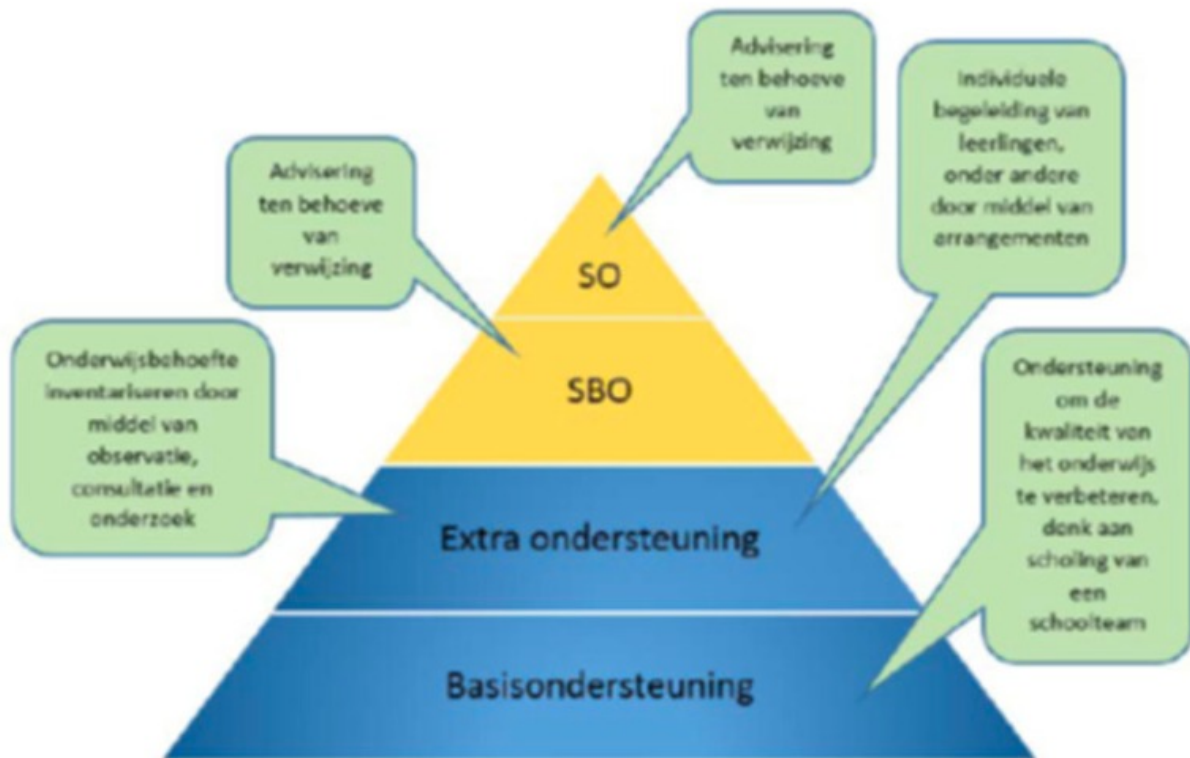 Advisering
ten behoeve
van
verwijzing
Individuele
begeleiding van
leerlingen,
onder andere
door middel van
arrangementen
Advisering
ten behoeve
van
verwijzing
SO
Onderwijsbehoefte
inventariseren door
middel van
observatie,
consultatie en
onderzoek
SBO
Ondersteuning
om de
kwaliteit van
het onderwijs
te verbeteren,
denk aan
scholing van
een
schoolteam
Extra ondersteuning
Basisondersteuning